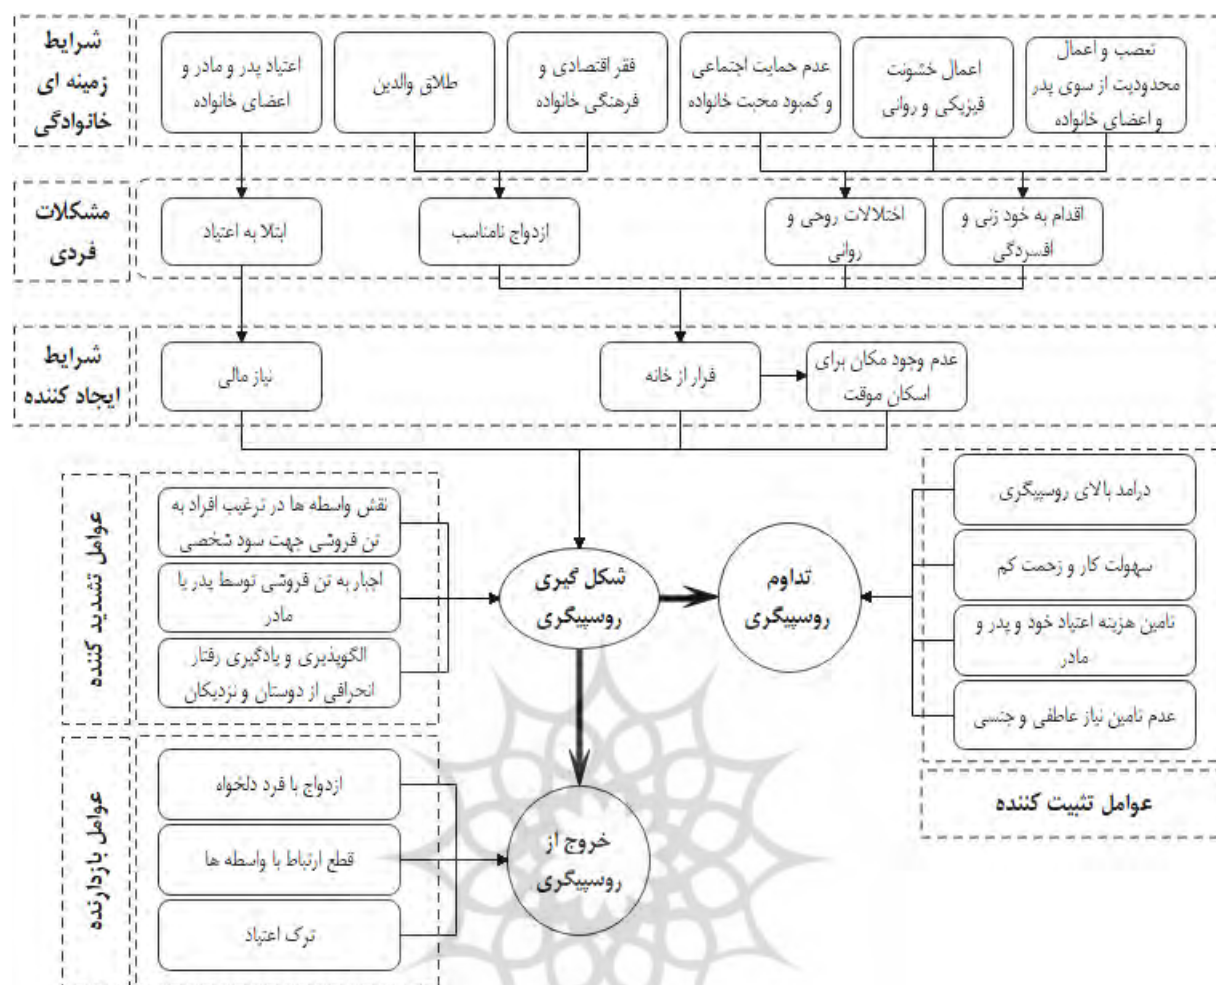 شرایط
زمینه ای
خانوادگی
تعصب و اعمال
محدودیت از سوی پدر
و اعضای خانواده
اعمال خشونت
فیزیکی و روانی
عدم حمایت اجتماعی
و کمبود محبت خانواده
فقر اقتصادی و
فرهنگی خانواده
طلاق والدین
اعتیاد پدر و مادر و
اعضای خانواده
مشکلات
فردی
اقدام به خود زنی و
افسردگی
اختلالات روحی و
روانی
ازدواج نامناسب
ابتلا به اعتیاد
شرایط
ایجاد کننده
عدم وجود مکان برای
اسکان موقت
فرار از خانه
نیاز مالی
عوامل تشدید کننده
نقش واسطه ها در ترغیب افراد به
تن فروشی جهت سود شخصی
اجبار به تن فروشی توسط پدر یا
مادر
الگوپذیری و یادگیری رفتار
انحرافی از دوستان و نزدیکان
شکل گیری
روسپیگری
تداوم
روسپیگری
درامد بالای روسپیگری
سهولت کار و زحمت کم
تامین هزینه اعتیاد خود و پدر و
مادر
عدم تامین نیاز عاطفی و جنسی
عوامل تثبیت کننده
عوامل بازدارنده
ازدواج با فرد دلخواه
قطع ارتباط با واسطه ها
ترک اعتیاد
خروج از
روسپیگری